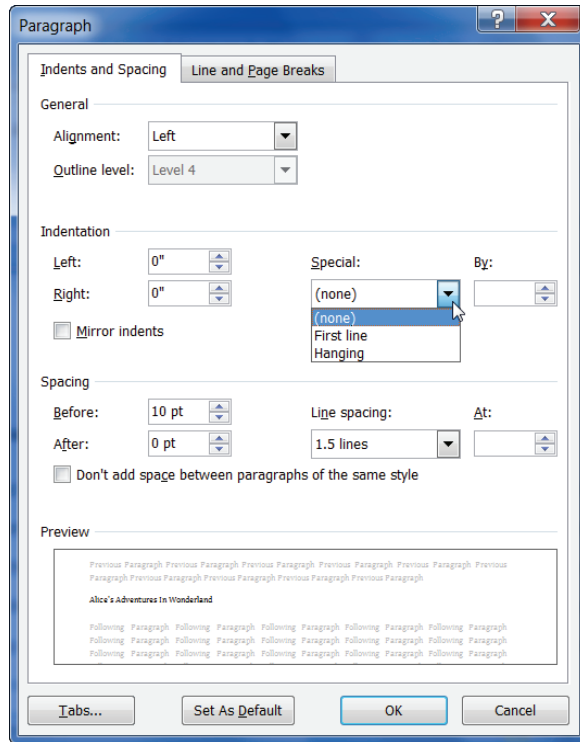 Paragraph
Indents and Spacing
Line and Page Breaks
General
Alignment: Left
Outline level: Level 4
Indentation
Left: 0" Special: By:
Right: 0" (none)
Mirror indents (none)
First line
Hanging
Spacing
Before: 10 pt Line spacing: At:
After: 0 pt 1.5 lines
Don't add space between paragraphs of the same style
Preview
Previous Paragraph Previous Paragraph Previous Paragraph Previous Paragraph Previous Paragraph Previous
Paragraph Previous Paragraph Previous Paragraph Previous Paragraph Previous Paragraph
Alice's Adventures In Wonderland
Following Paragraph Following Paragraph Following Paragraph Following Paragraph Following Paragraph
Following Paragraph Following Paragraph Following Paragraph Following Paragraph Following Paragraph
Following Paragraph Following Paragraph Following Paragraph Following Paragraph Following Paragraph
Tabs... Set As Default OK Cancel